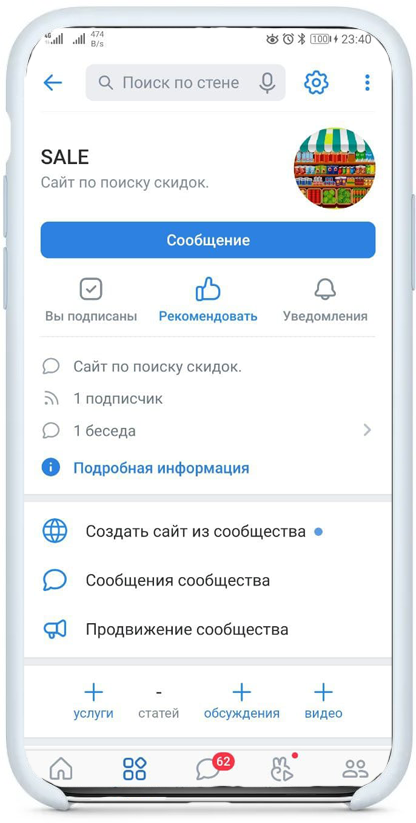 4G 474 B/s 100 23:40
Поиск по стене
SALE
Сайт по поиску скидок.
Сообщение
Вы подписаны Рекомендовать Уведомления
Сайт по поиску скидок.
1 подписчик
1 беседа
Подробная информация
Создать сайт из сообщества
Сообщения сообщества
Продвижение сообщества
- 
услуги статей обсуждения видео
62